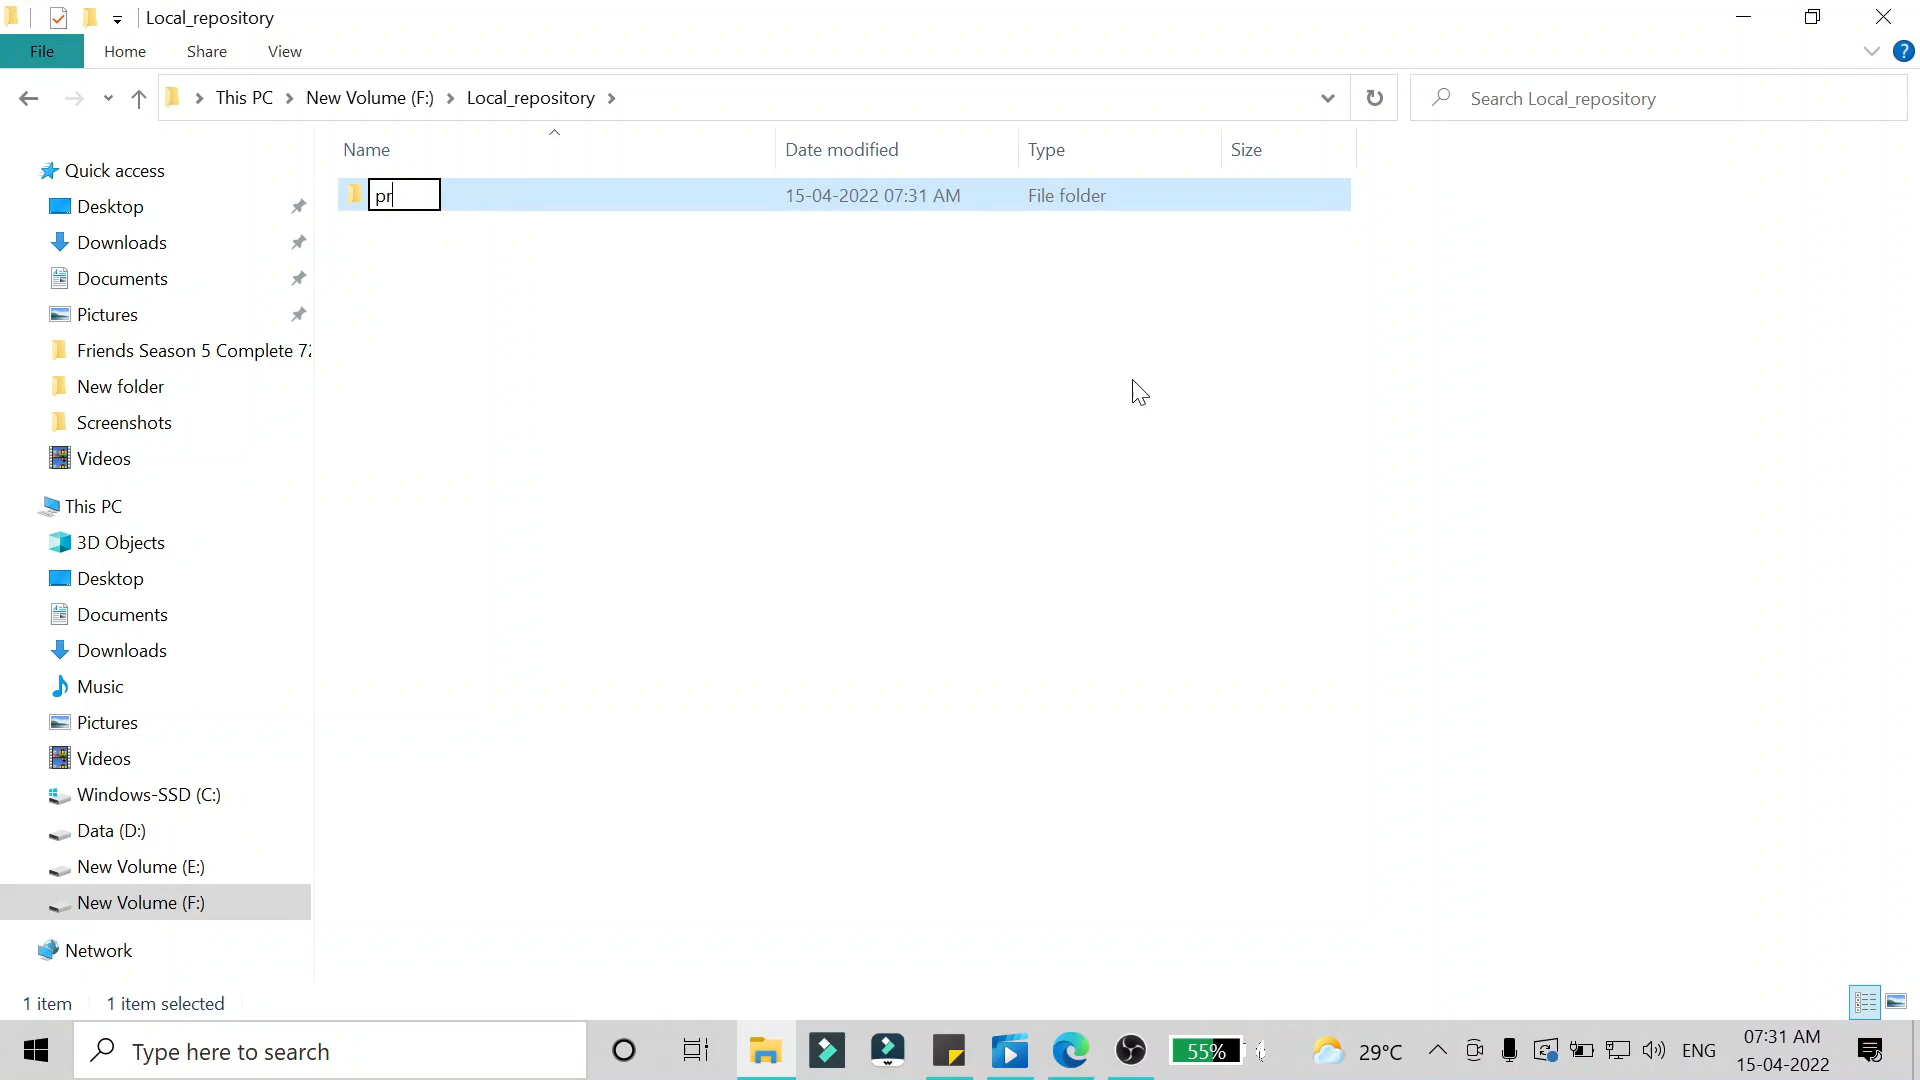 Local_repository
File Home Share View
?
This PC New Volume (F:) Local_repository
Search Local_repository
Name Date modified Type Size
pr 15-04-2022 07:31 AM File folder
Quick access
Desktop
Downloads
Documents
Pictures
Friends Season 5 Complete 72
New folder
Screenshots
Videos
This PC
3D Objects
Desktop
Documents
Downloads
Music
Pictures
Videos
Windows-SSD (C:)
Data (D:)
New Volume (E:)
New Volume (F:)
Network
1 item 1 item selected
Type here to search
55%
29°C
ENG
07:31 AM
15-04-2022